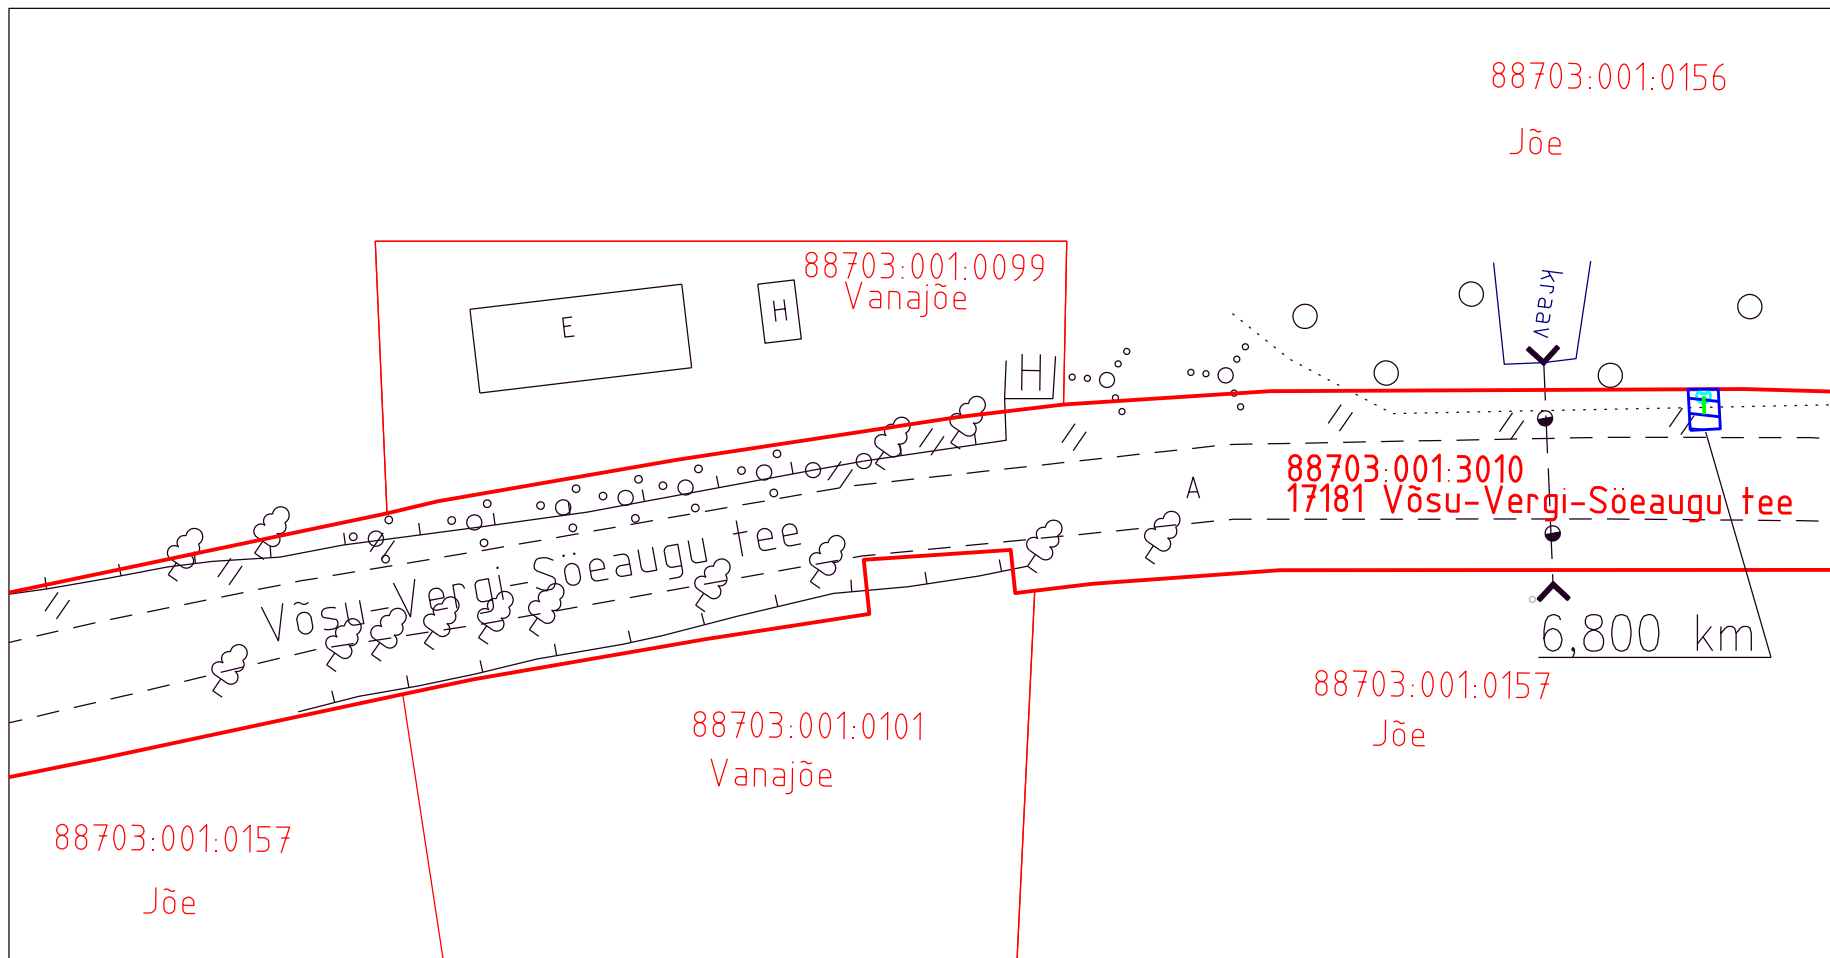 88703:001:0156
Jõe
88703:001:0099
Vanajõe
E
H
kraav
H
88703:001:3010
17181 Võsu-Vergi-Söeaugu tee
A
Võsu-Vergi-Söeaugu tee
6,800 km
88703:001:0157
Jõe
88703:001:0101
Vanajõe
88703:001:0157
Jõe